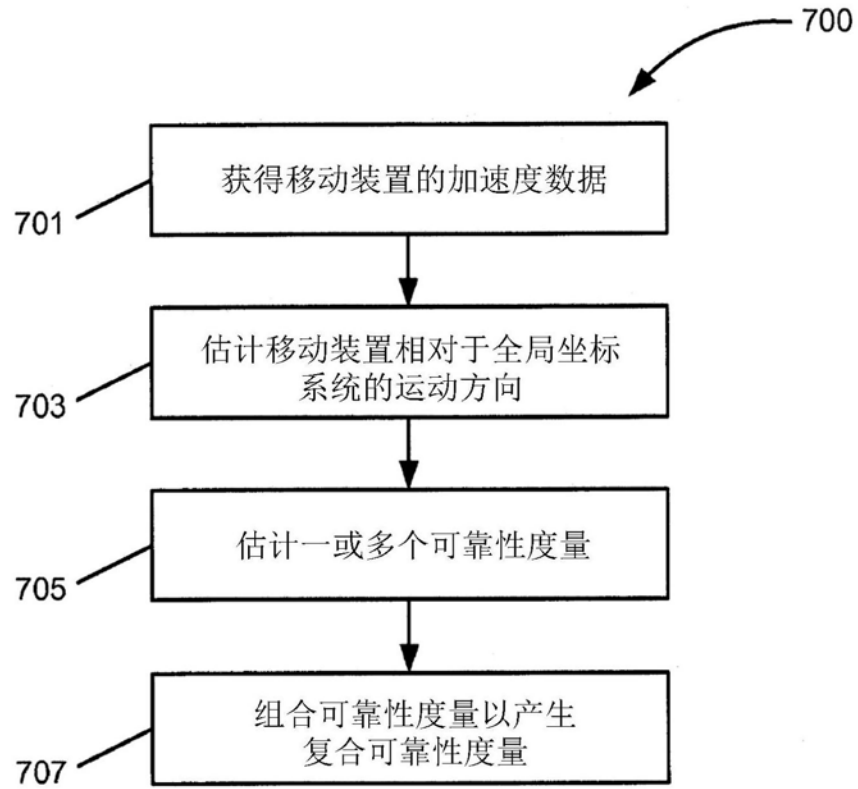 700
获得移动装置的加速度数据
701
估计移动装置相对于全局坐标
系统的运动方向
703
估计一或多个可靠性度量
705
组合可靠性度量以产生
复合可靠性度量
707